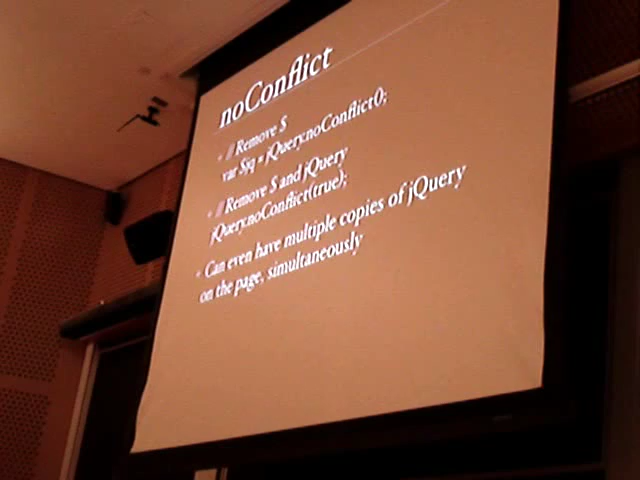 noConflict
• // Remove $
var $jq = jQuery.noConflict();
• // Remove $ and jQuery
jQuery.noConflict(true);
• Can even have multiple copies of jQuery
on the page, simultaneously